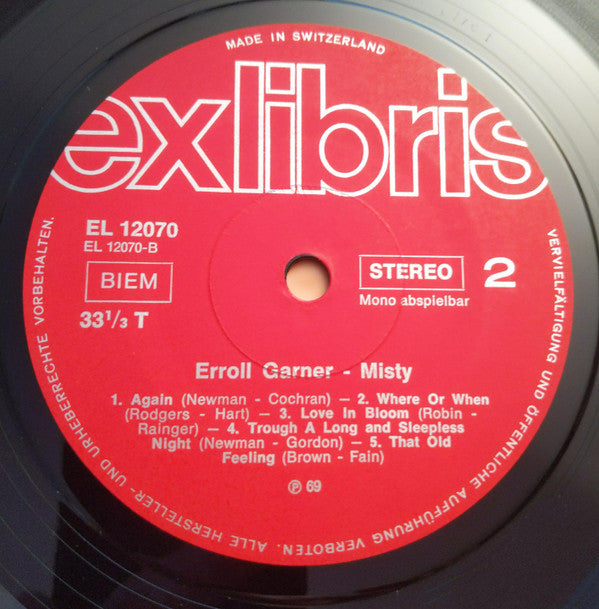 MADE IN SWITZERLAND
exlibris
EL 12070
EL 12070-B
BIEM
33¹/₃ T
STEREO 2
Mono abspielbar
Erroll Garner - Misty
1. Again (Newman - Cochran) — 2. Where Or When
(Rodgers - Hart) — 3. Love In Bloom (Robin -
Rainger) — 4. Trough A Long and Sleepless
Night (Newman - Gordon) — 5. That Old
Feeling (Brown - Fain)
℗ 69
ALLE HERSTELLER- UND URHEBERRECHTE VORBEHALTEN.
VERVIELFÄLTIGUNG UND ÖFFENTLICHE AUFFÜHRUNG VERBOTEN.